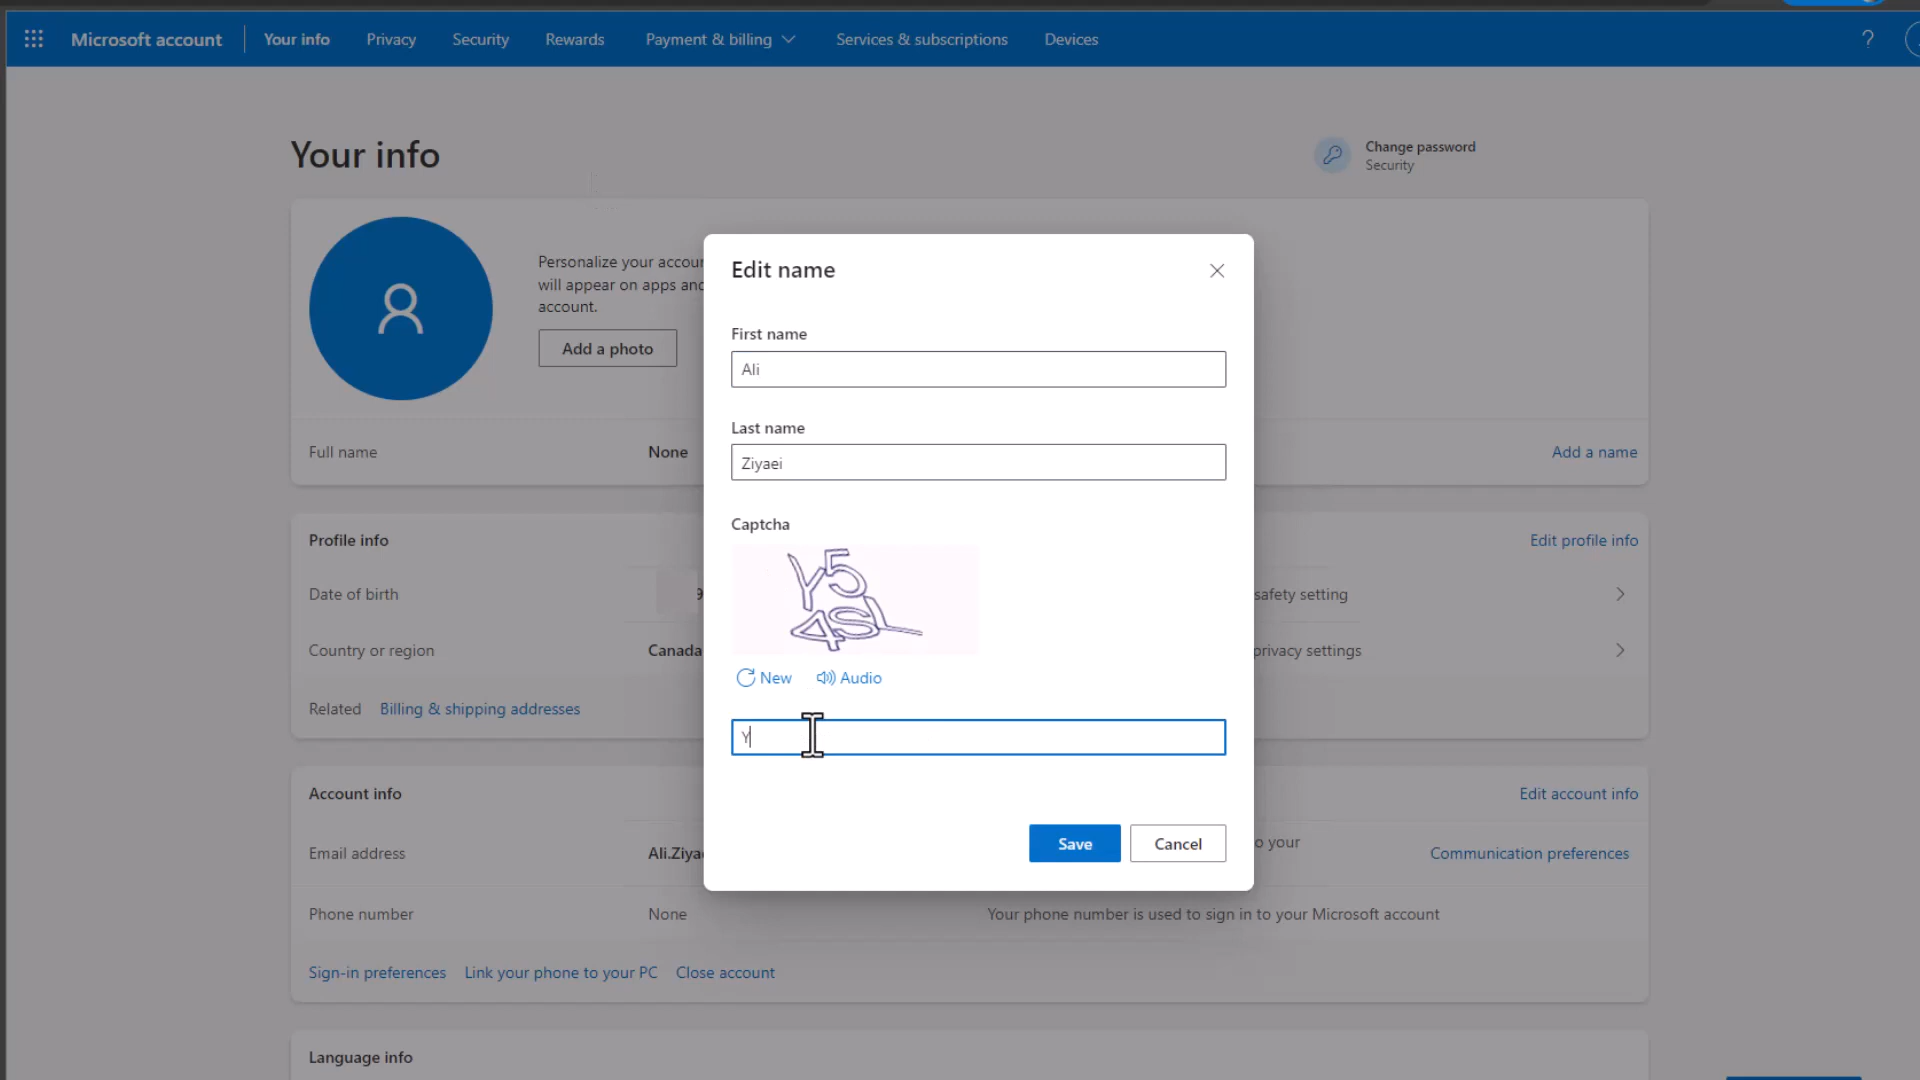 Microsoft account
Your info
Privacy
Security
Rewards
Payment & billing
Services & subscriptions
Devices
?
Your info
Change password
Security
Personalize your accou
will appear on apps and
account.
Add a photo
Full name
None
Add a name
Profile info
Edit profile info
Date of birth
9
safety setting
Country or region
Canada
privacy settings
Related
Billing & shipping addresses
Account info
Edit account info
Email address
Ali.Ziya
o your
Communication preferences
Phone number
None
Your phone number is used to sign in to your Microsoft account
Sign-in preferences
Link your phone to your PC
Close account
Language info
Edit name
First name
Ali
Last name
Ziyaei
Captcha
Y5
4SL
New
Audio
Y
Save
Cancel